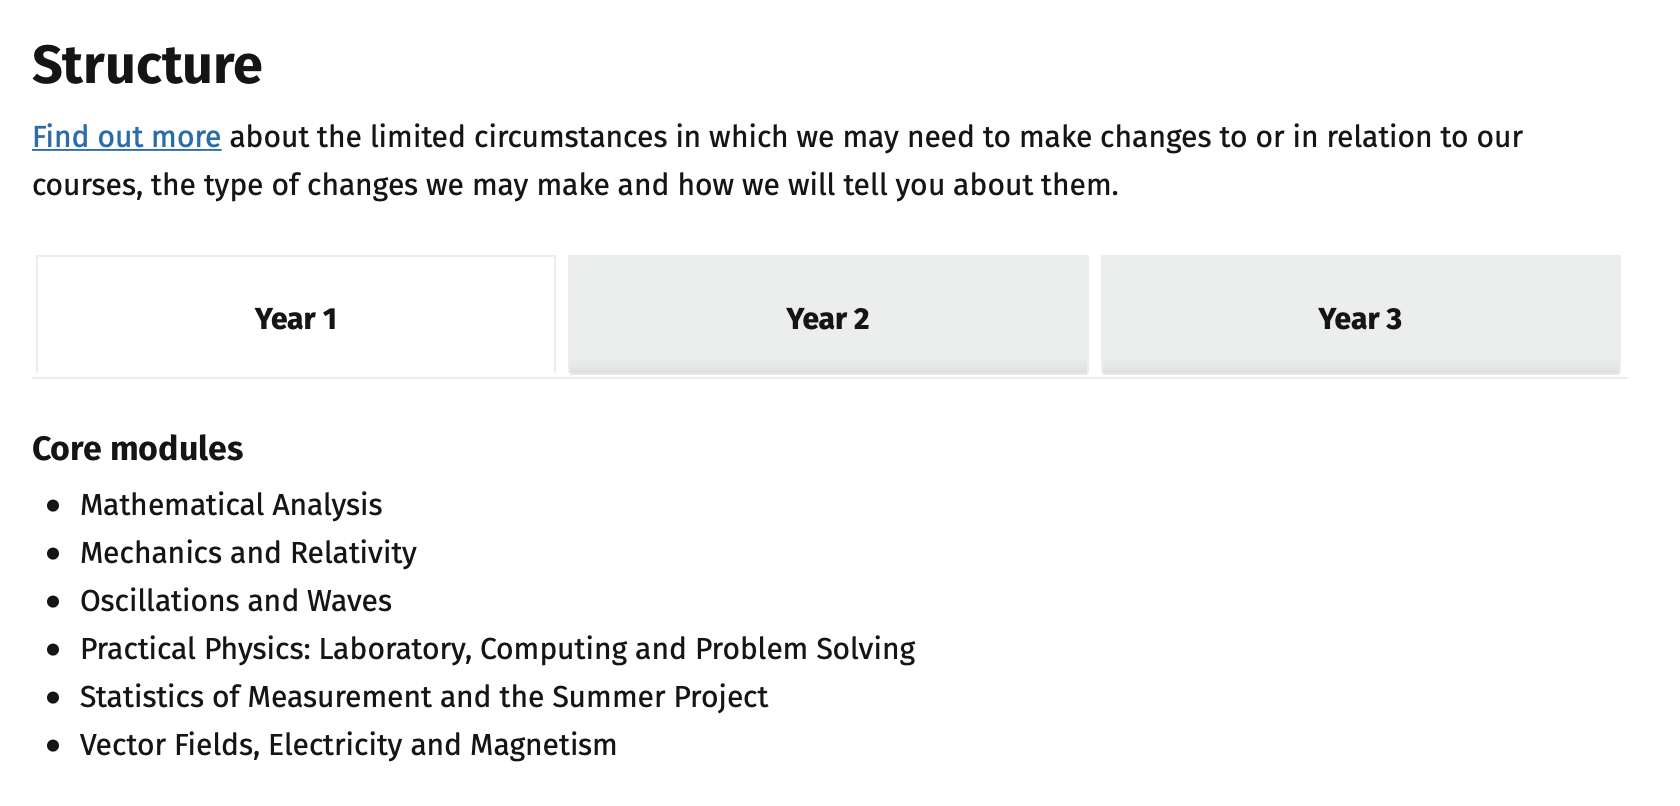 Structure
Find out more about the limited circumstances in which we may need to make changes to or in relation to our
courses, the type of changes we may make and how we will tell you about them.
Year 1
Year 2
Year 3
Core modules
Mathematical Analysis
Mechanics and Relativity
Oscillations and Waves
Practical Physics: Laboratory, Computing and Problem Solving
Statistics of Measurement and the Summer Project
Vector Fields, Electricity and Magnetism